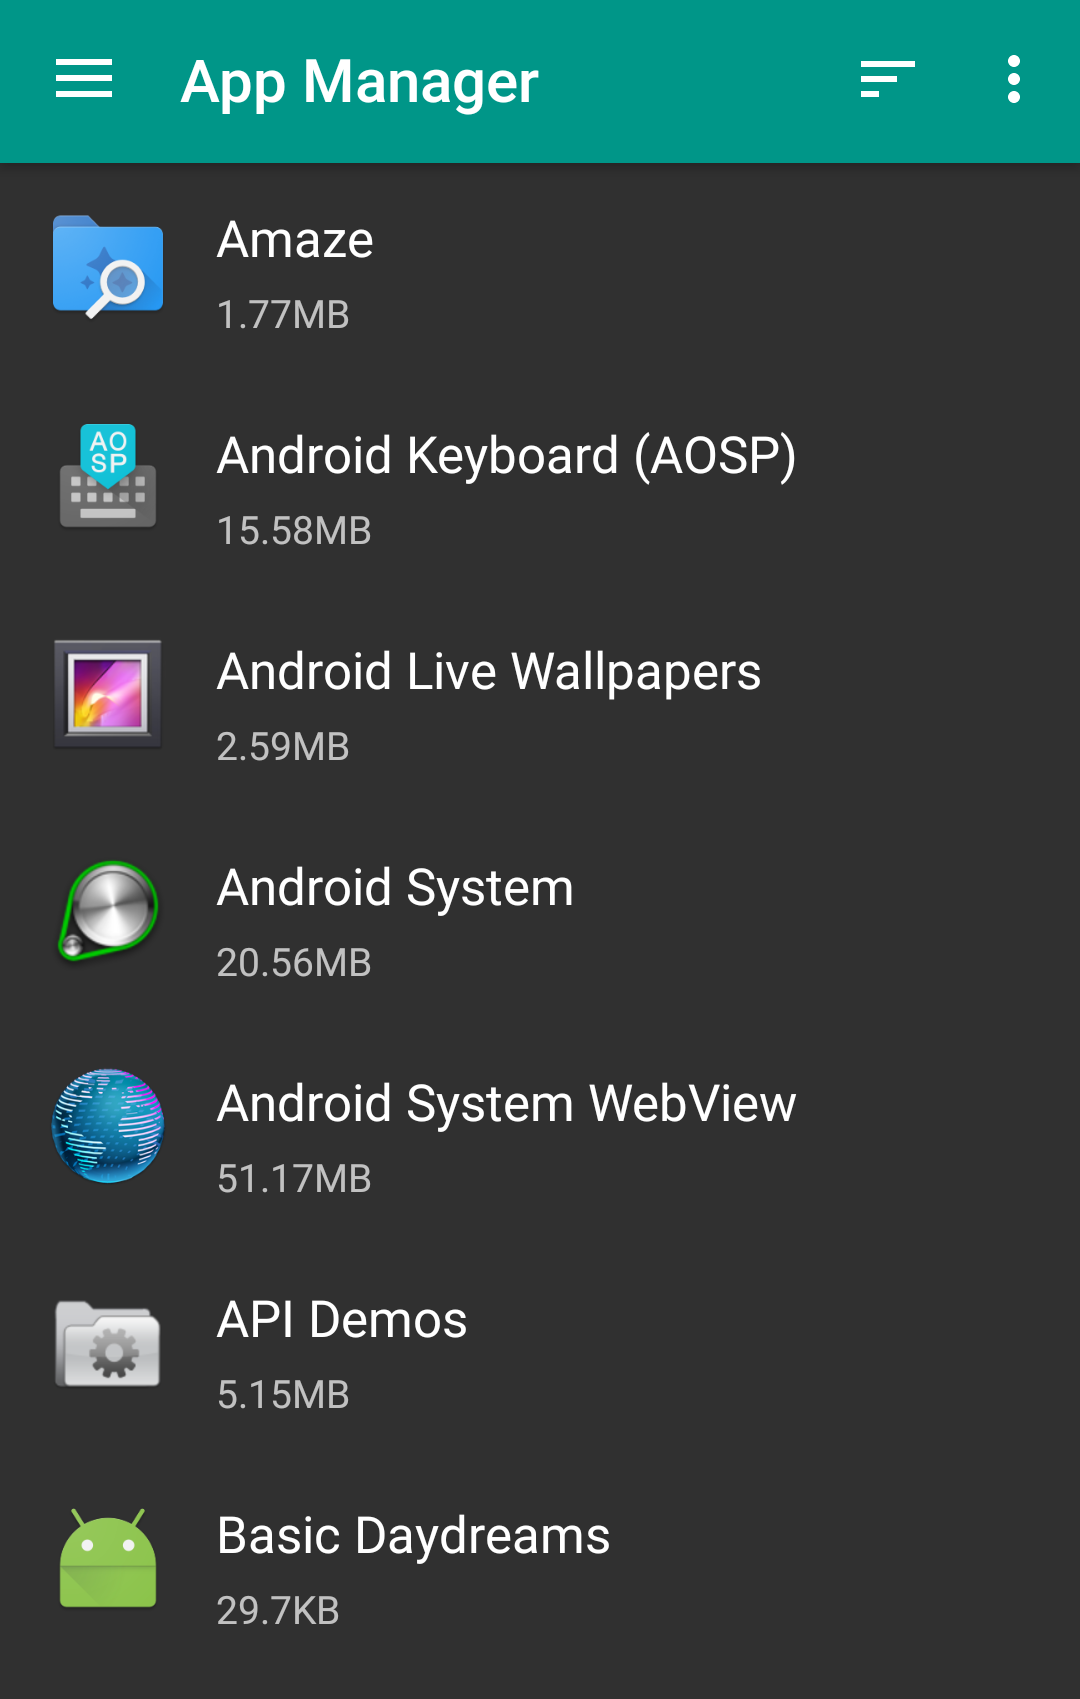 App Manager
Amaze
1.77MB
AO
SP
Android Keyboard (AOSP)
15.58MB
Android Live Wallpapers
2.59MB
Android System
20.56MB
Android System WebView
51.17MB
API Demos
5.15MB
Basic Daydreams
29.7KB